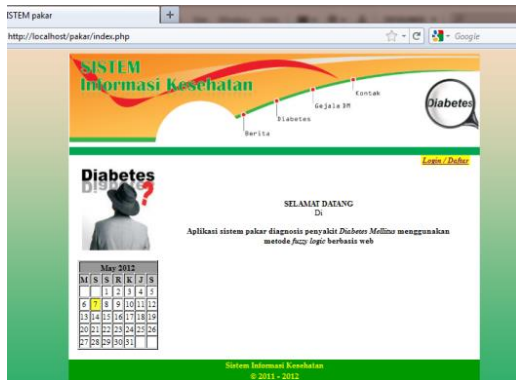 ISTEM pakar
+
http://localhost/pakar/index.php
Google
SISTEM
Informasi Kesehatan
Kontak
Gejala DM
Diabetes
Berita
Diabetes
Login / Daftar
Diabetes
?
SELAMAT DATANG
Di
Aplikasi sistem pakar diagnosis penyakit Diabetes Mellitus menggunakan
metode fuzzy logic berbasis web
May 2012
M S S R K J S
1 2 3 4 5
6 7 8 9 10 11 12
13 14 15 16 17 18 19
20 21 22 23 24 25 26
27 28 29 30 31
Sistem Informasi Kesehatan
© 2011 - 2012